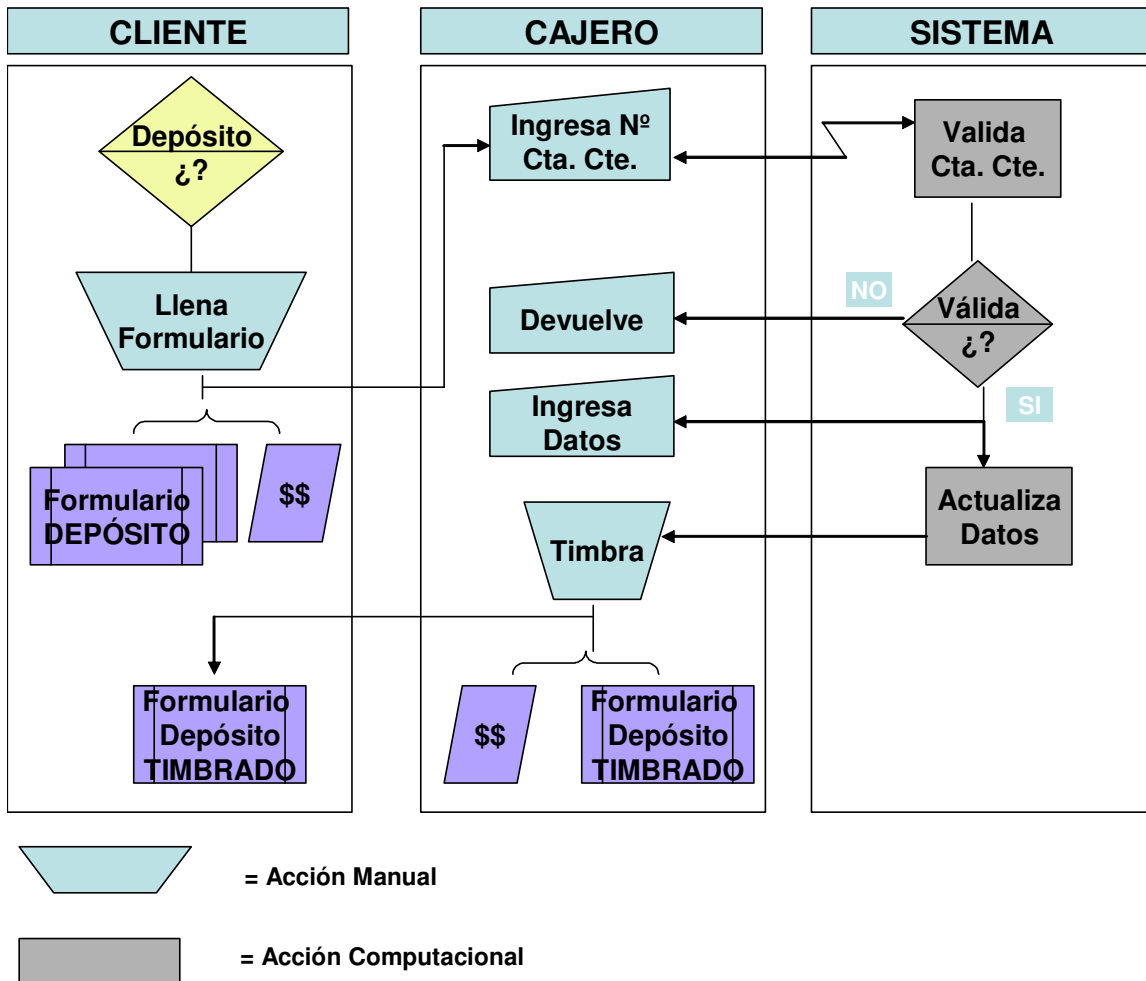 CLIENTE
CAJERO
SISTEMA
Depósito
¿?
Llena
Formulario
Formulario
DEPÓSITO
$$
Formulario
Depósito
TIMBRADO
Ingresa Nº
Cta. Cte.
Devuelve
Ingresa
Datos
Timbra
$$
Formulario
Depósito
TIMBRADO
Valida
Cta. Cte.
NO
Válida
¿?
SI
Actualiza
Datos
= Acción Manual
= Acción Computacional